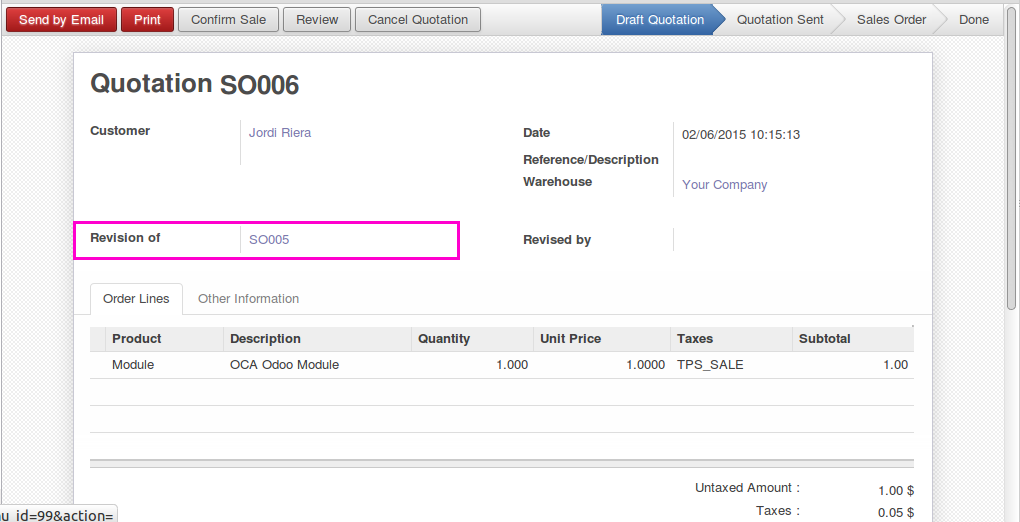 Send by Email Print Confirm Sale Review Cancel Quotation Draft Quotation Quotation Sent Sales Order Done
Quotation SO006
Customer Jordi Riera Date 02/06/2015 10:15:13
Reference/Description
Warehouse Your Company
Revision of SO005 Revised by
Order Lines Other Information
Product Description Quantity Unit Price Taxes Subtotal
Module OCA Odoo Module 1.000 1.0000 TPS_SALE 1.00
Untaxed Amount : 1.00 $
Taxes : 0.05 $
nu_id=99&action=